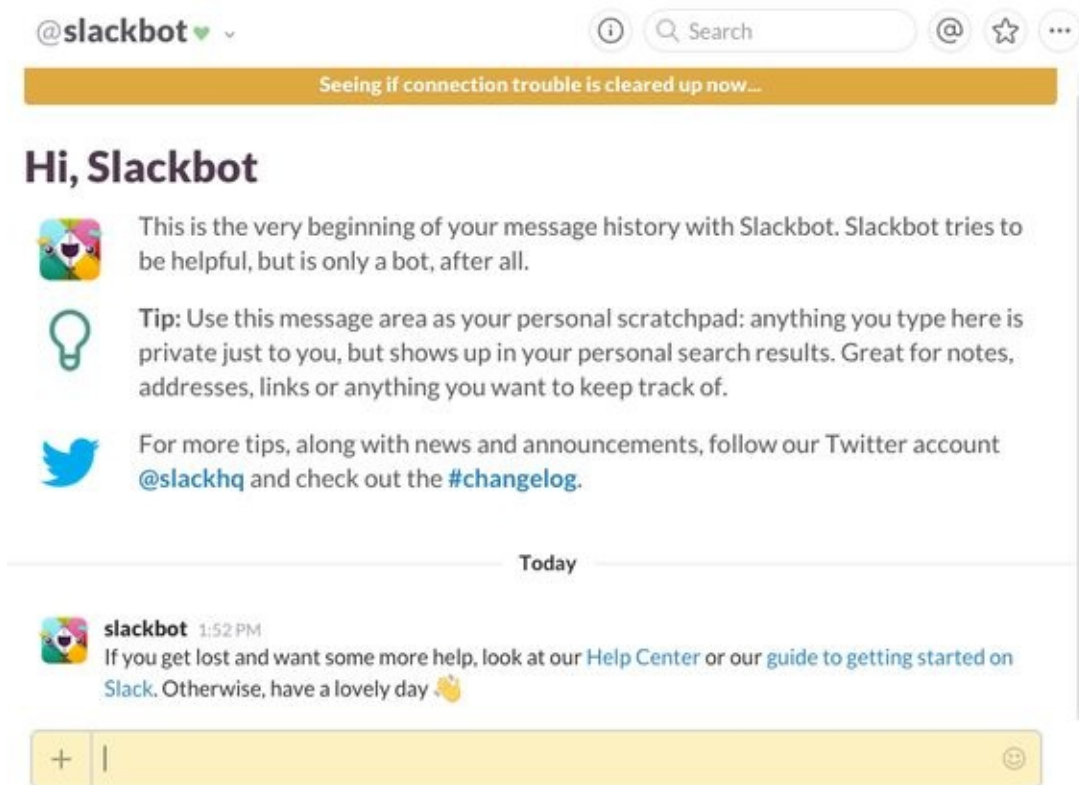 @slackbot
Search
Seeing if connection trouble is cleared up now...
Hi, Slackbot
This is the very beginning of your message history with Slackbot. Slackbot tries to
be helpful, but is only a bot, after all.
Tip: Use this message area as your personal scratchpad: anything you type here is
private just to you, but shows up in your personal search results. Great for notes,
addresses, links or anything you want to keep track of.
For more tips, along with news and announcements, follow our Twitter account
@slackhq and check out the #changelog.
Today
slackbot 1:52 PM
If you get lost and want some more help, look at our Help Center or our guide to getting started on
Slack. Otherwise, have a lovely day 👋